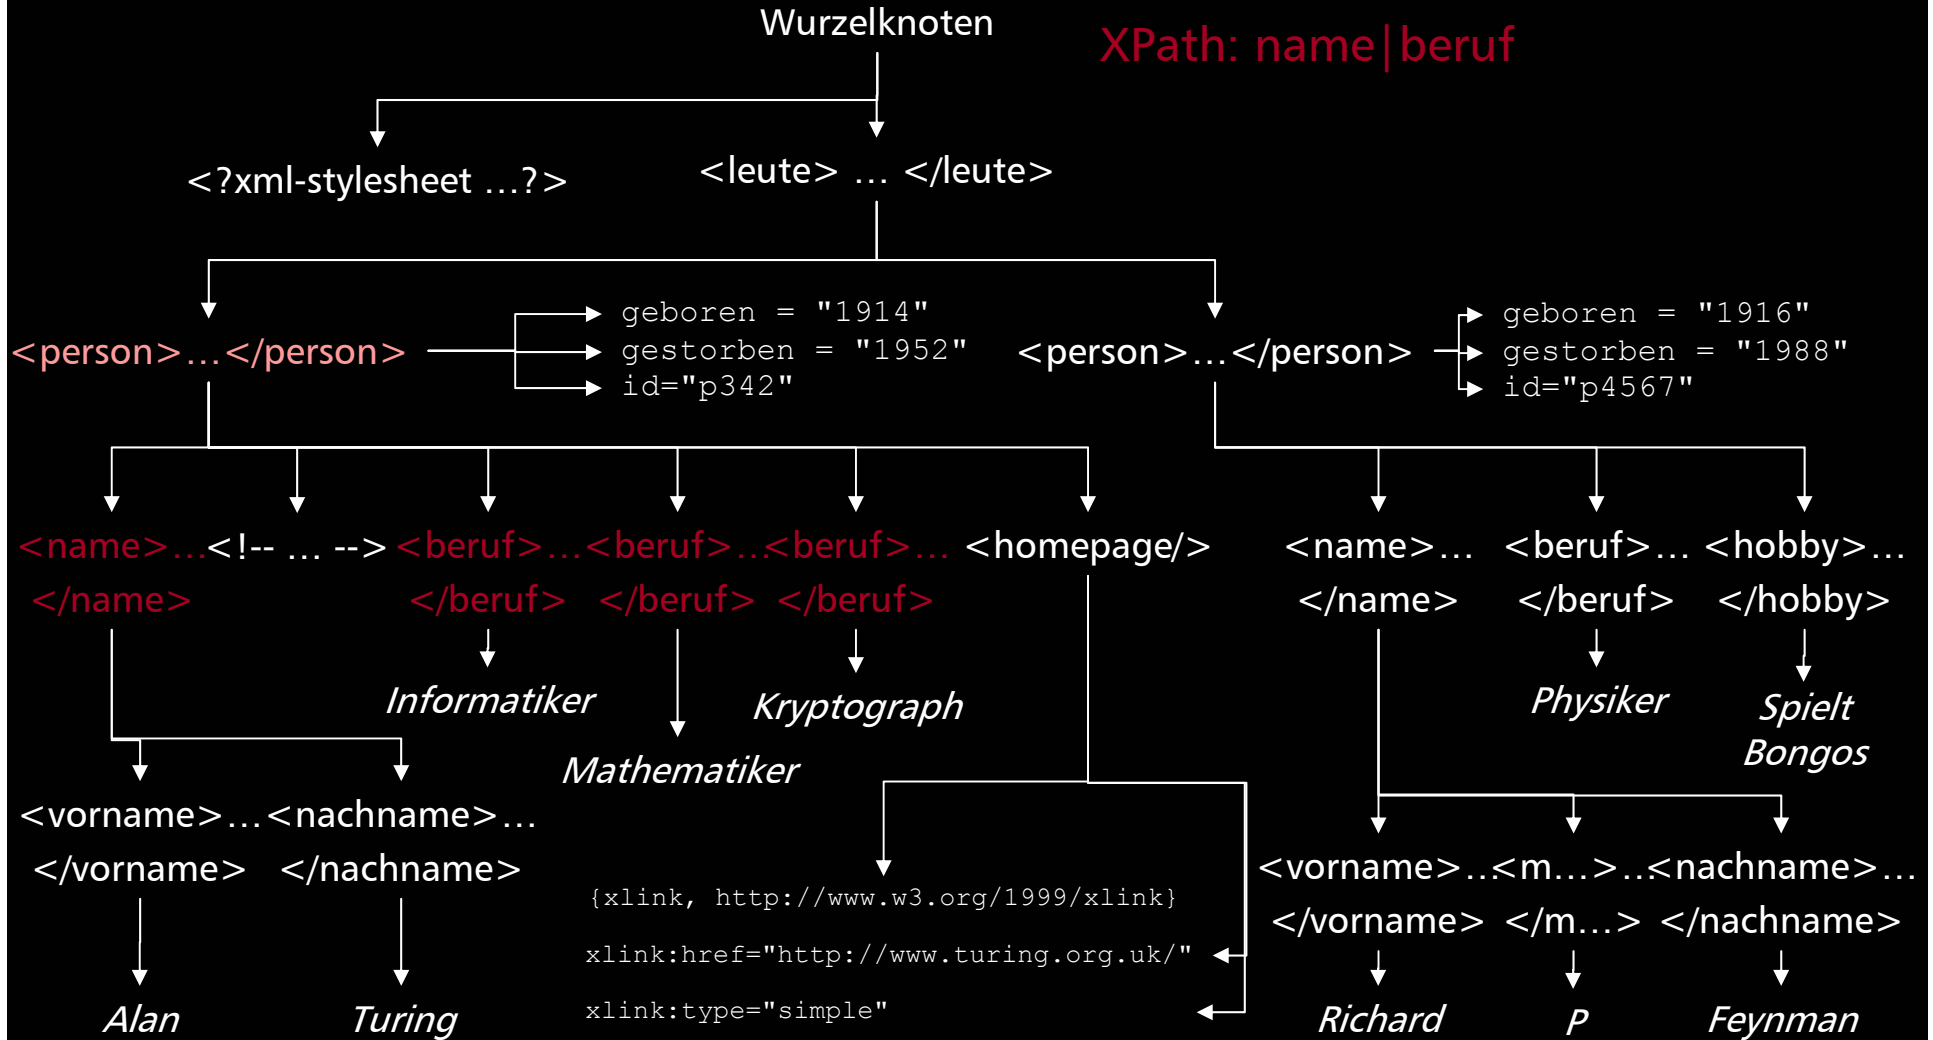 Wurzelknoten
XPath: name|beruf
<?xml-stylesheet ...?>
<leute> ... </leute>
<person>...</person>
geboren = "1914"
gestorben = "1952"
id="p342"
<person>...</person>
geboren = "1916"
gestorben = "1988"
id="p4567"
<name>...
</name>
<!-- ... -->
<beruf>...
</beruf>
<beruf>...
</beruf>
<beruf>...
</beruf>
<homepage/>
<name>...
</name>
<beruf>...
</beruf>
<hobby>...
</hobby>
Informatiker
Mathematiker
Kryptograph
Physiker
Spielt
Bongos
<vorname>...
</vorname>
<nachname>...
</nachname>
{xlink, http://www.w3.org/1999/xlink}
xlink:href="http://www.turing.org.uk/"
xlink:type="simple"
<vorname>...
</vorname>
<m...>...
</m...>
<nachname>...
</nachname>
Alan
Turing
Richard
P
Feynman